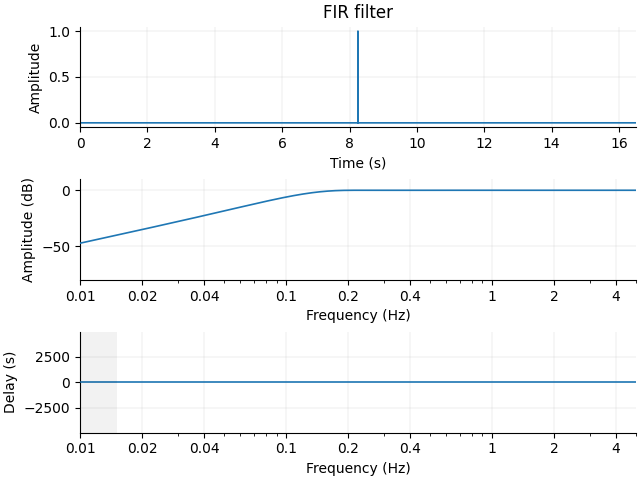 FIR filter
Amplitude
1.0
0.5
0.0
0 2 4 6 8 10 12 14 16
Time (s)
Amplitude (dB)
0
−50
0.01 0.02 0.04 0.1 0.2 0.4 1 2 4
Frequency (Hz)
Delay (s)
2500
0
−2500
0.01 0.02 0.04 0.1 0.2 0.4 1 2 4
Frequency (Hz)